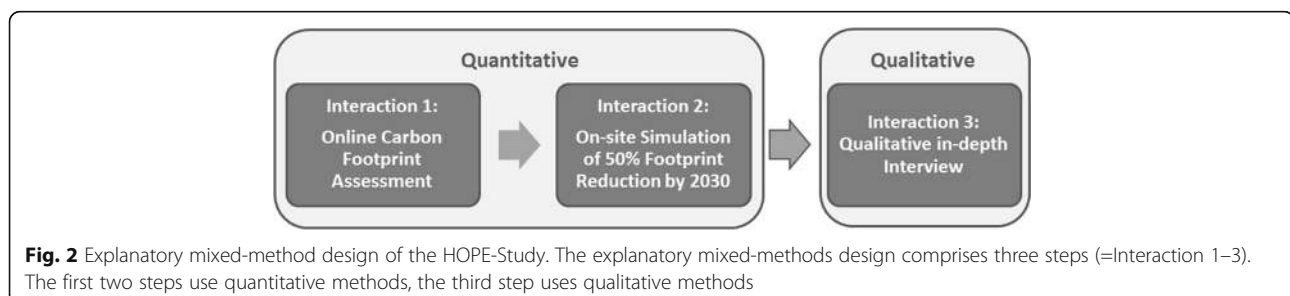 Quantitative
Interaction 1:
Online Carbon
Footprint
Assessment
Interaction 2:
On-site Simulation
of 50% Footprint
Reduction by 2030
Qualitative
Interaction 3:
Qualitative in-depth
Interview
Fig. 2 Explanatory mixed-method design of the HOPE-Study. The explanatory mixed-methods design comprises three steps (=Interaction 1–3).
The first two steps use quantitative methods, the third step uses qualitative methods